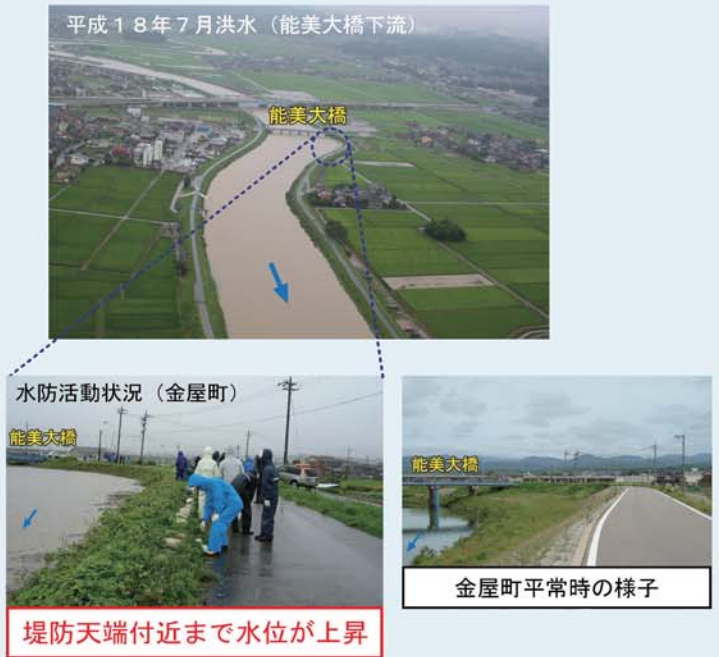 平成１８年７月洪水（能美大橋下流）
能美大橋
水防活動状況（金屋町）
能美大橋
堤防天端付近まで水位が上昇
能美大橋
金屋町平常時の様子